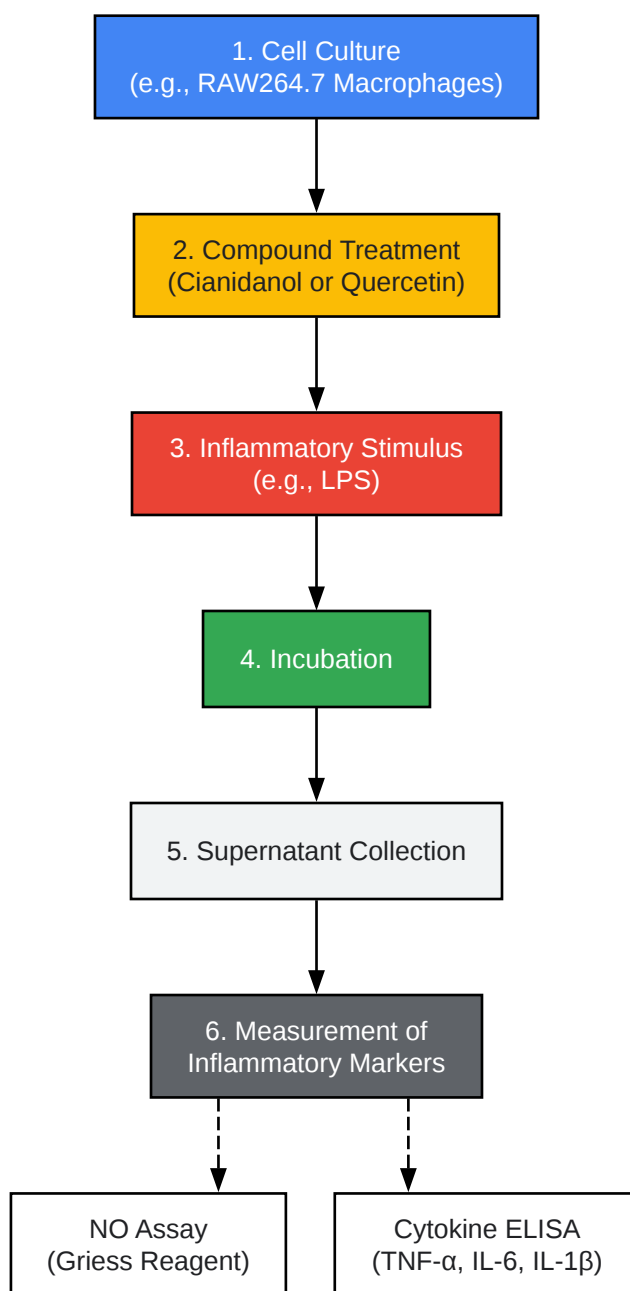 1. Cell Culture
(e.g., RAW264.7 Macrophages)
2. Compound Treatment
(Cianidanol or Quercetin)
3. Inflammatory Stimulus
(e.g., LPS)
4. Incubation
5. Supernatant Collection
6. Measurement of
Inflammatory Markers
NO Assay
(Griess Reagent)
Cytokine ELISA
(TNF-α, IL-6, IL-1β)